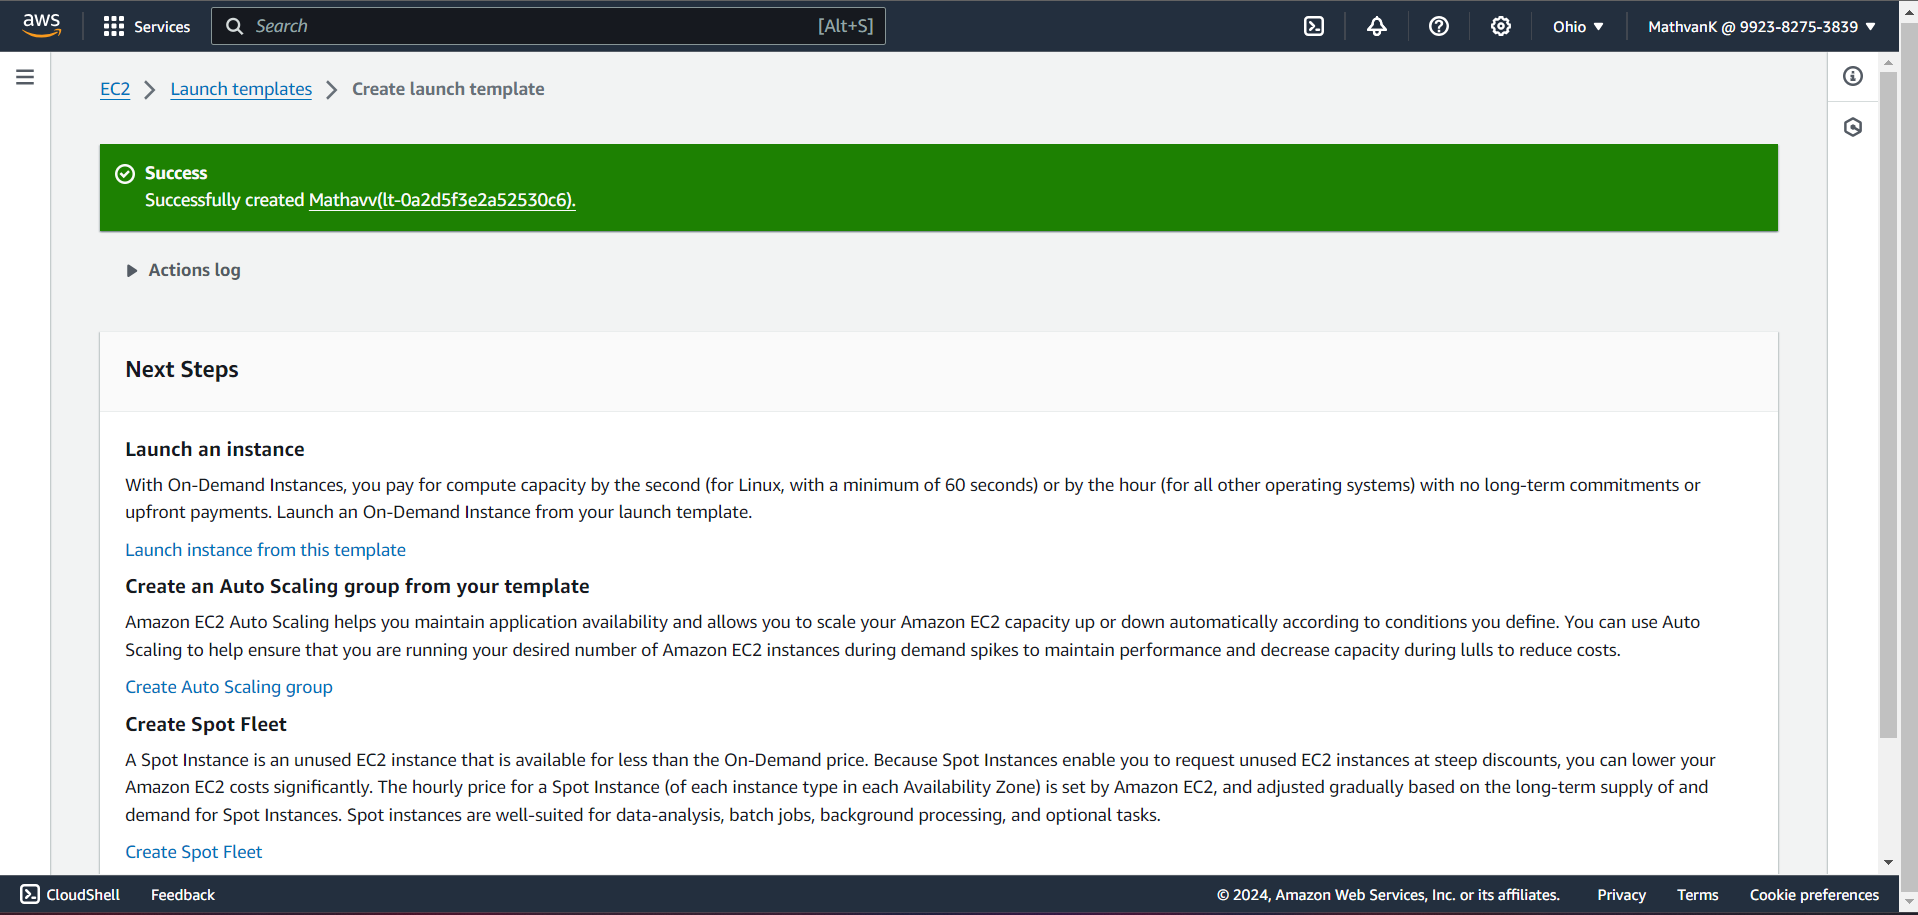 aws
Services
Search
[Alt+S]
Ohio
MathvanK @ 9923-8275-3839
EC2
Launch templates
Create launch template
Success
Successfully created Mathavv(lt-0a2d5f3e2a52530c6).
Actions log
Next Steps
Launch an instance
With On-Demand Instances, you pay for compute capacity by the second (for Linux, with a minimum of 60 seconds) or by the hour (for all other operating systems) with no long-term commitments or
upfront payments. Launch an On-Demand Instance from your launch template.
Launch instance from this template
Create an Auto Scaling group from your template
Amazon EC2 Auto Scaling helps you maintain application availability and allows you to scale your Amazon EC2 capacity up or down automatically according to conditions you define. You can use Auto
Scaling to help ensure that you are running your desired number of Amazon EC2 instances during demand spikes to maintain performance and decrease capacity during lulls to reduce costs.
Create Auto Scaling group
Create Spot Fleet
A Spot Instance is an unused EC2 instance that is available for less than the On-Demand price. Because Spot Instances enable you to request unused EC2 instances at steep discounts, you can lower your
Amazon EC2 costs significantly. The hourly price for a Spot Instance (of each instance type in each Availability Zone) is set by Amazon EC2, and adjusted gradually based on the long-term supply of and
demand for Spot Instances. Spot instances are well-suited for data-analysis, batch jobs, background processing, and optional tasks.
Create Spot Fleet
CloudShell
Feedback
© 2024, Amazon Web Services, Inc. or its affiliates.
Privacy
Terms
Cookie preferences